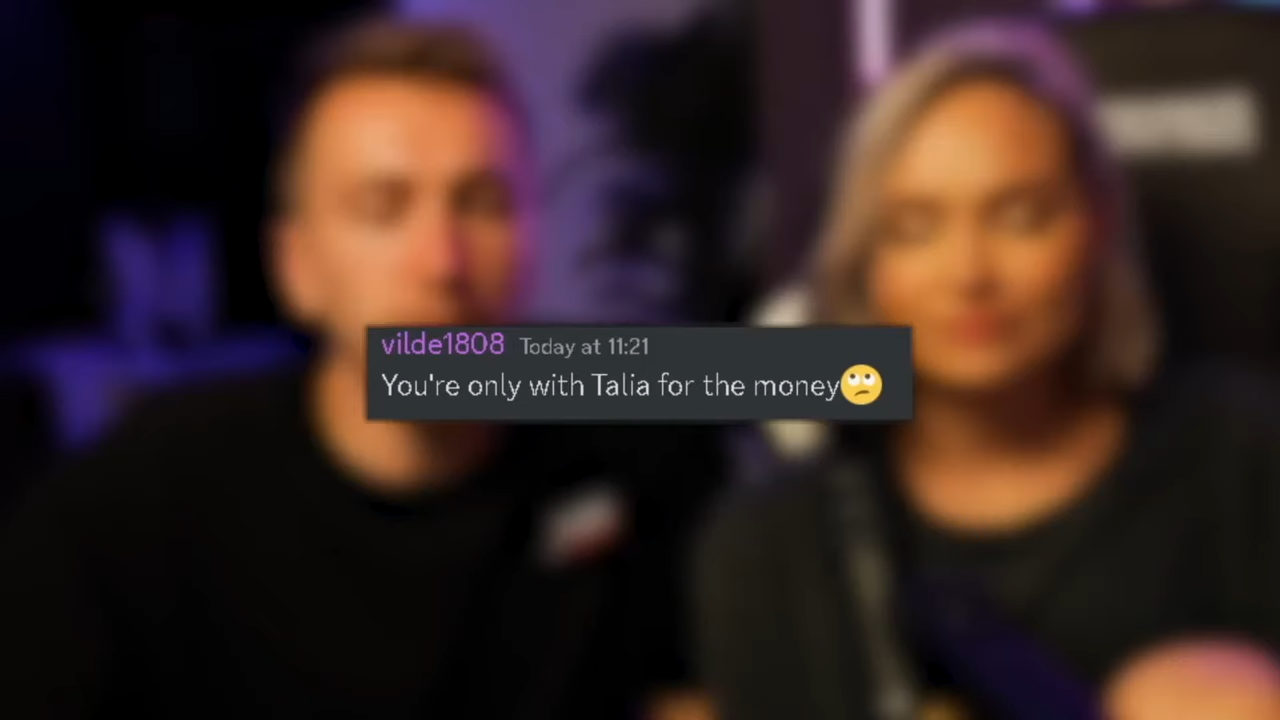 vilde1808 Today at 11:21
You're only with Talia for the money🙄